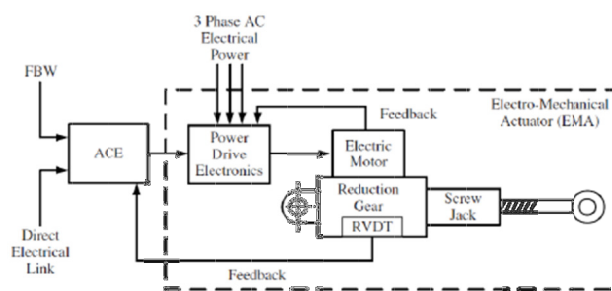 3 Phase AC
Electrical
Power
FBW
Feedback
Electro-Mechanical
Actuator (EMA)
ACE
Power
Drive
Electronics
Electric
Motor
Reduction
Gear
Screw
Jack
RVDT
Direct
Electrical
Link
Feedback